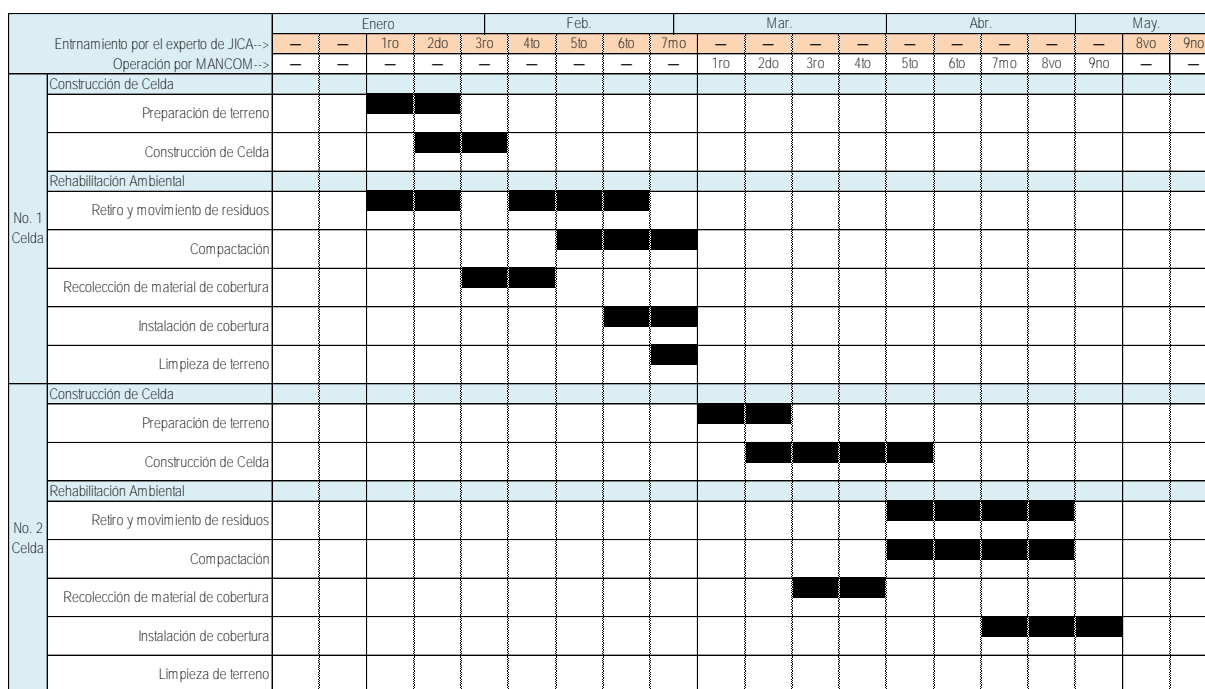 Enero Feb. Mar. Abr. May.
Entrnamiento por el experto de JICA--> — — 1ro 2do 3ro 4to 5to 6to 7mo — — — — — — — — — 8vo 9no
Operación por MANCOM--> — — — — — — — — — 1ro 2do 3ro 4to 5to 6to 7mo 8vo 9no — —
No. 1 Celda
Construcción de Celda
Preparación de terreno
Construcción de Celda
Rehabilitación Ambiental
Retiro y movimiento de residuos
Compactación
Recolección de material de cobertura
Instalación de cobertura
Limpieza de terreno
No. 2 Celda
Construcción de Celda
Preparación de terreno
Construcción de Celda
Rehabilitación Ambiental
Retiro y movimiento de residuos
Compactación
Recolección de material de cobertura
Instalación de cobertura
Limpieza de terreno